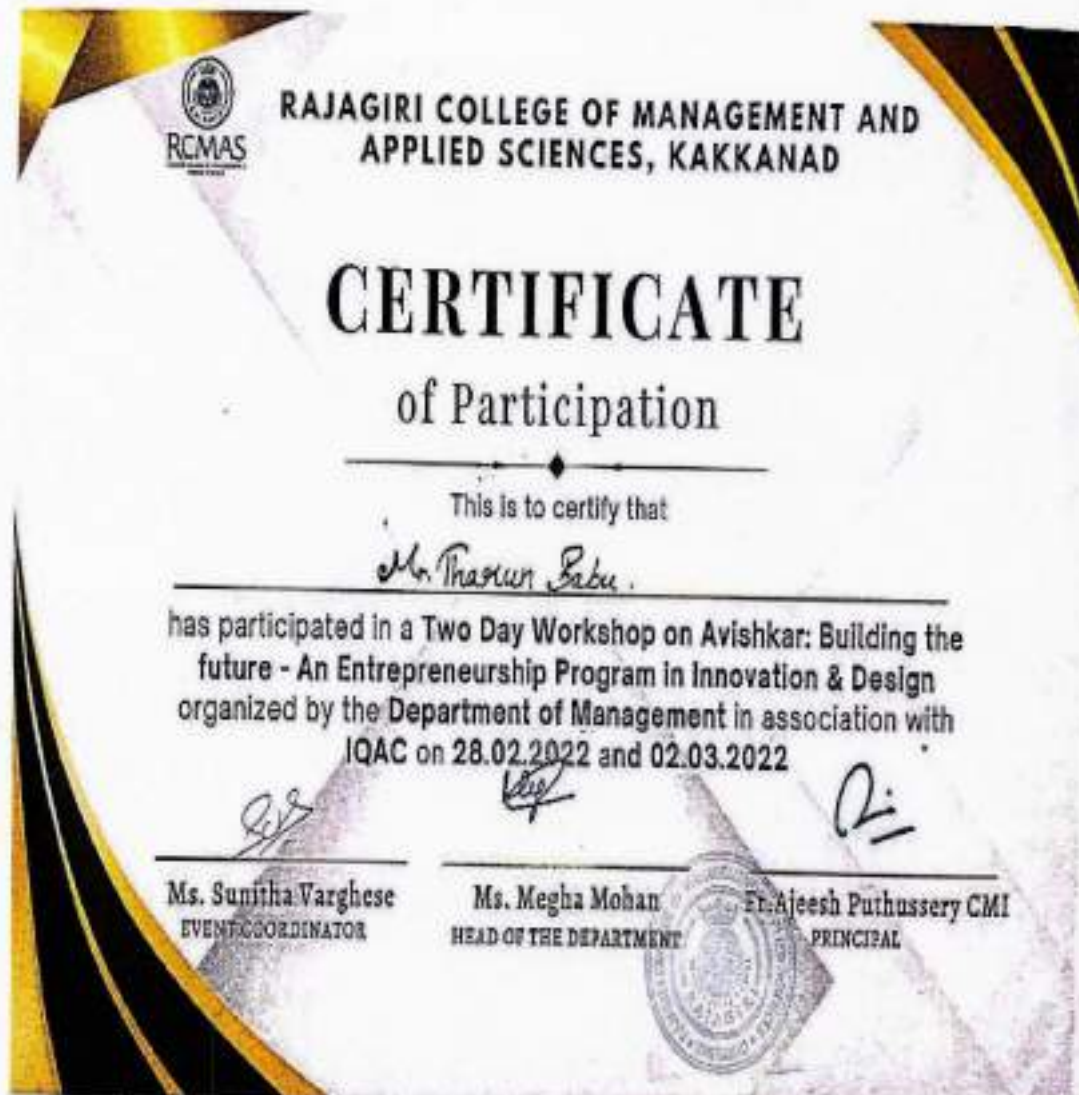 RCMAS
RAJAGIRI COLLEGE OF MANAGEMENT AND
APPLIED SCIENCES, KAKKANAD
CERTIFICATE
of Participation
This is to certify that
Mr. Tharun Babu.
has participated in a Two Day Workshop on Avishkar: Building the
future - An Entrepreneurship Program in Innovation & Design
organized by the Department of Management in association with
IQAC on 28.02.2022 and 02.03.2022
Ms. Sunitha Varghese
EVENT COORDINATOR
Ms. Megha Mohan
HEAD OF THE DEPARTMENT
Fr.Ajeesh Puthussery CMI
PRINCIPAL